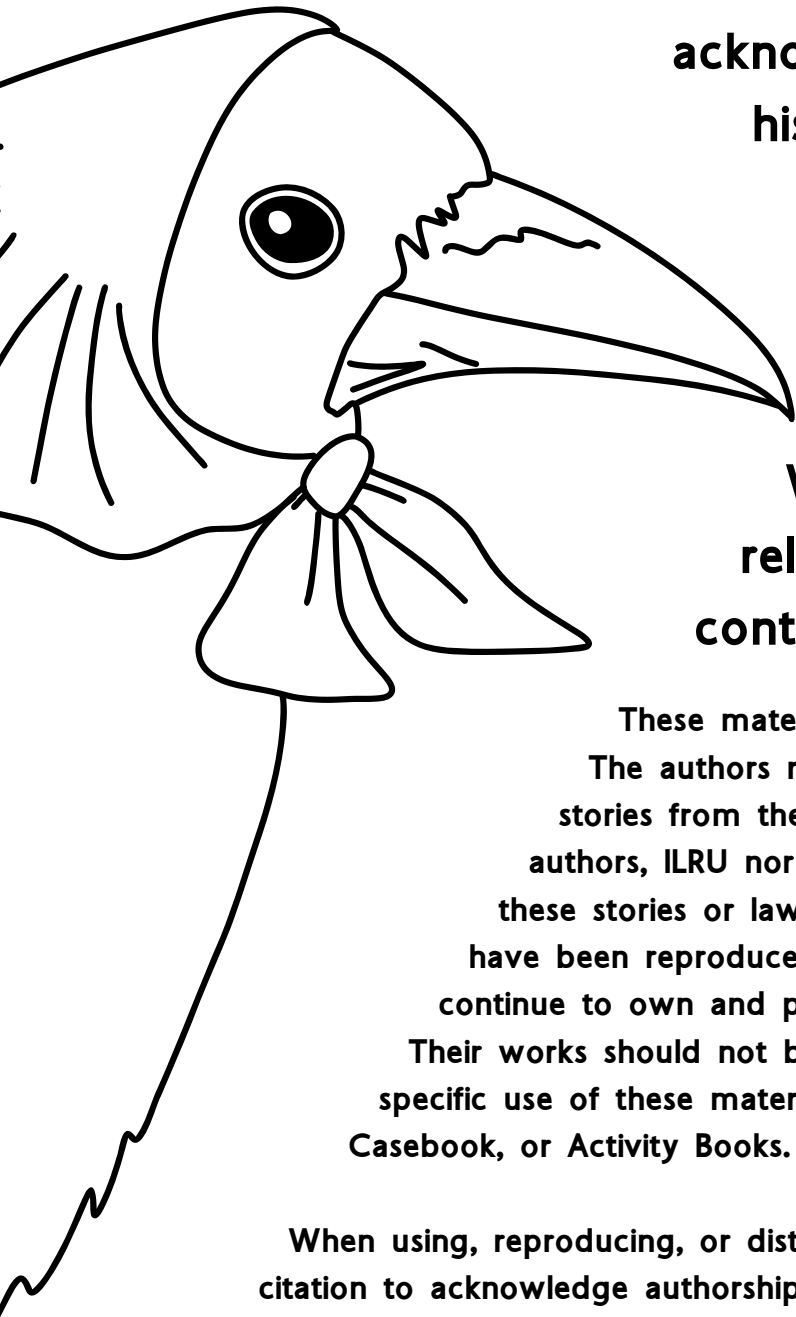 ackno
his
rel
cont
These mate
The authors r
stories from the
authors, ILRU nor
these stories or law
have been reproduce
continue to own and p
Their works should not b
specific use of these mater
Casebook, or Activity Books.
When using, reproducing, or dist
citation to acknowledge authorship